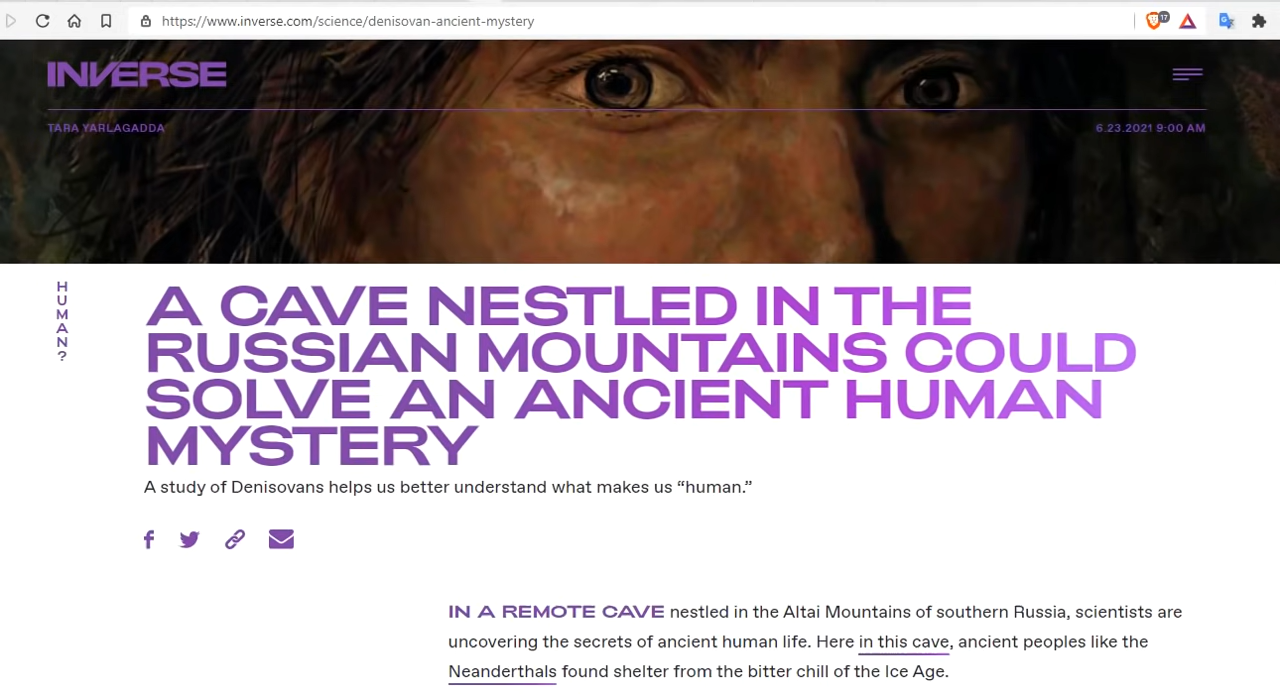 https://www.inverse.com/science/denisovan-ancient-mystery
17
INVERSE
TARA YARLAGADDA
6.23.2021 9:00 AM
HUMAN?
A CAVE NESTLED IN THE
RUSSIAN MOUNTAINS COULD
SOLVE AN ANCIENT HUMAN
MYSTERY
A study of Denisovans helps us better understand what makes us “human.”
IN A REMOTE CAVE nestled in the Altai Mountains of southern Russia, scientists are
uncovering the secrets of ancient human life. Here in this cave, ancient peoples like the
Neanderthals found shelter from the bitter chill of the Ice Age.